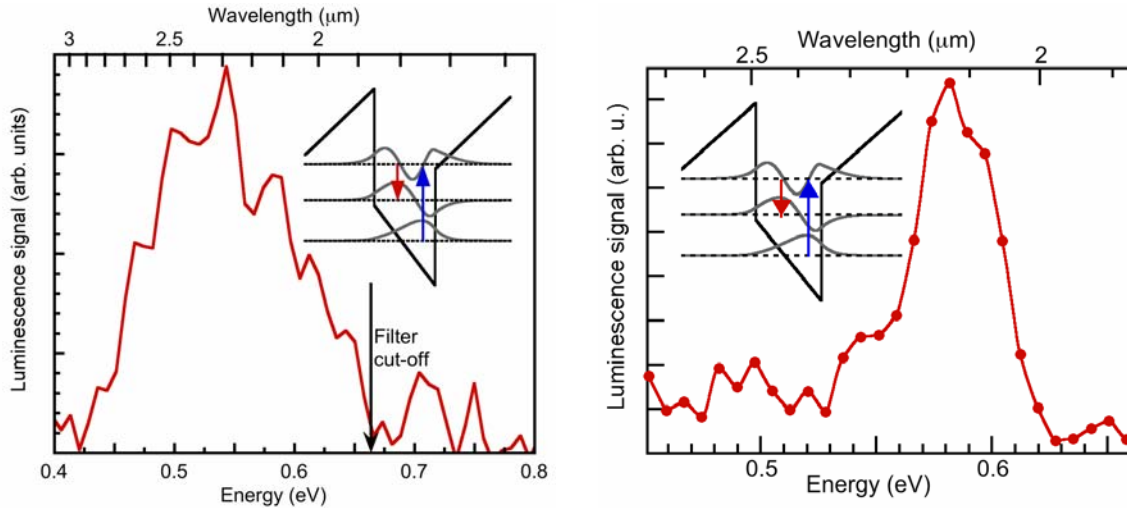 Wavelength (μm)
3 2.5 2
Luminescence signal (arb. units)
Filter
cut-off
0.4 0.5 0.6 0.7 0.8
Energy (eV)
Wavelength (μm)
2.5 2
Luminescence signal (arb. u.)
0.5 0.6
Energy (eV)